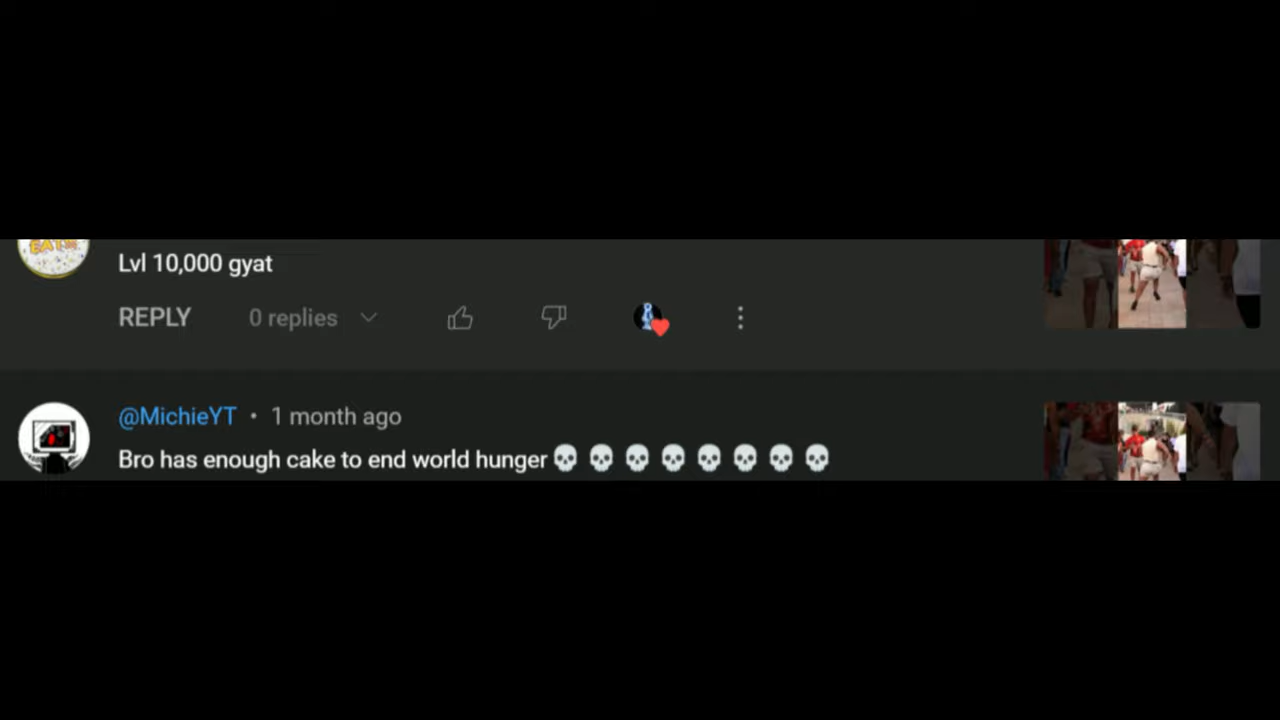 Lvl 10,000 gyat
REPLY 0 replies
@MichieYT • 1 month ago
Bro has enough cake to end world hunger 💀 💀 💀 💀 💀 💀 💀 💀